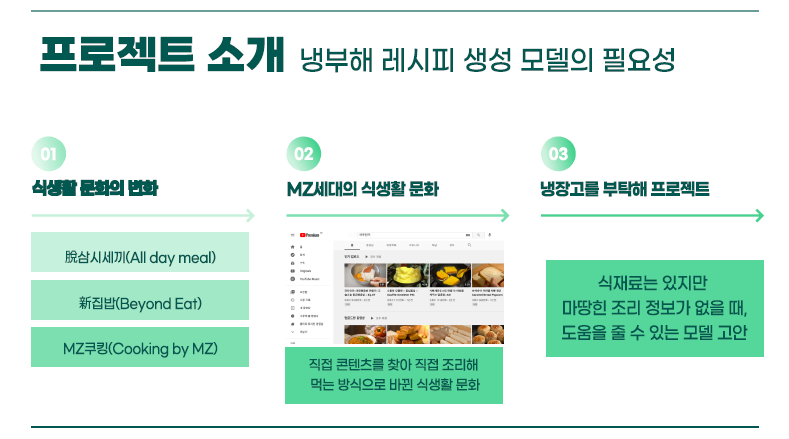 프로젝트 소개 냉부해 레시피 생성 모델의 필요성
01
식생활 문화의 변화
脫삼시세끼(All day meal)
新집밥(Beyond Eat)
MZ쿠킹(Cooking by MZ)
02
MZ세대의 식생활 문화
Premium
직접 콘텐츠를 찾아 직접 조리해
먹는 방식으로 바뀐 식생활 문화
03
냉장고를 부탁해 프로젝트
식재료는 있지만
마땅힌 조리 정보가 없을 때,
도움을 줄 수 있는 모델 고안